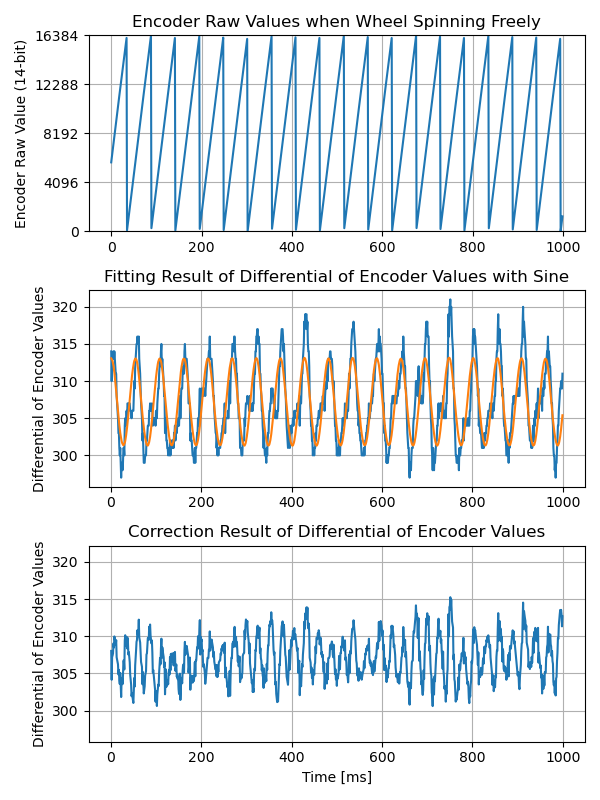 Encoder Raw Values when Wheel Spinning Freely
Encoder Raw Value (14-bit)
16384
12288
8192
4096
0
0 200 400 600 800 1000
Fitting Result of Differential of Encoder Values with Sine
Differential of Encoder Values
320
315
310
305
300
0 200 400 600 800 1000
Correction Result of Differential of Encoder Values
Differential of Encoder Values
320
315
310
305
300
0 200 400 600 800 1000
Time [ms]